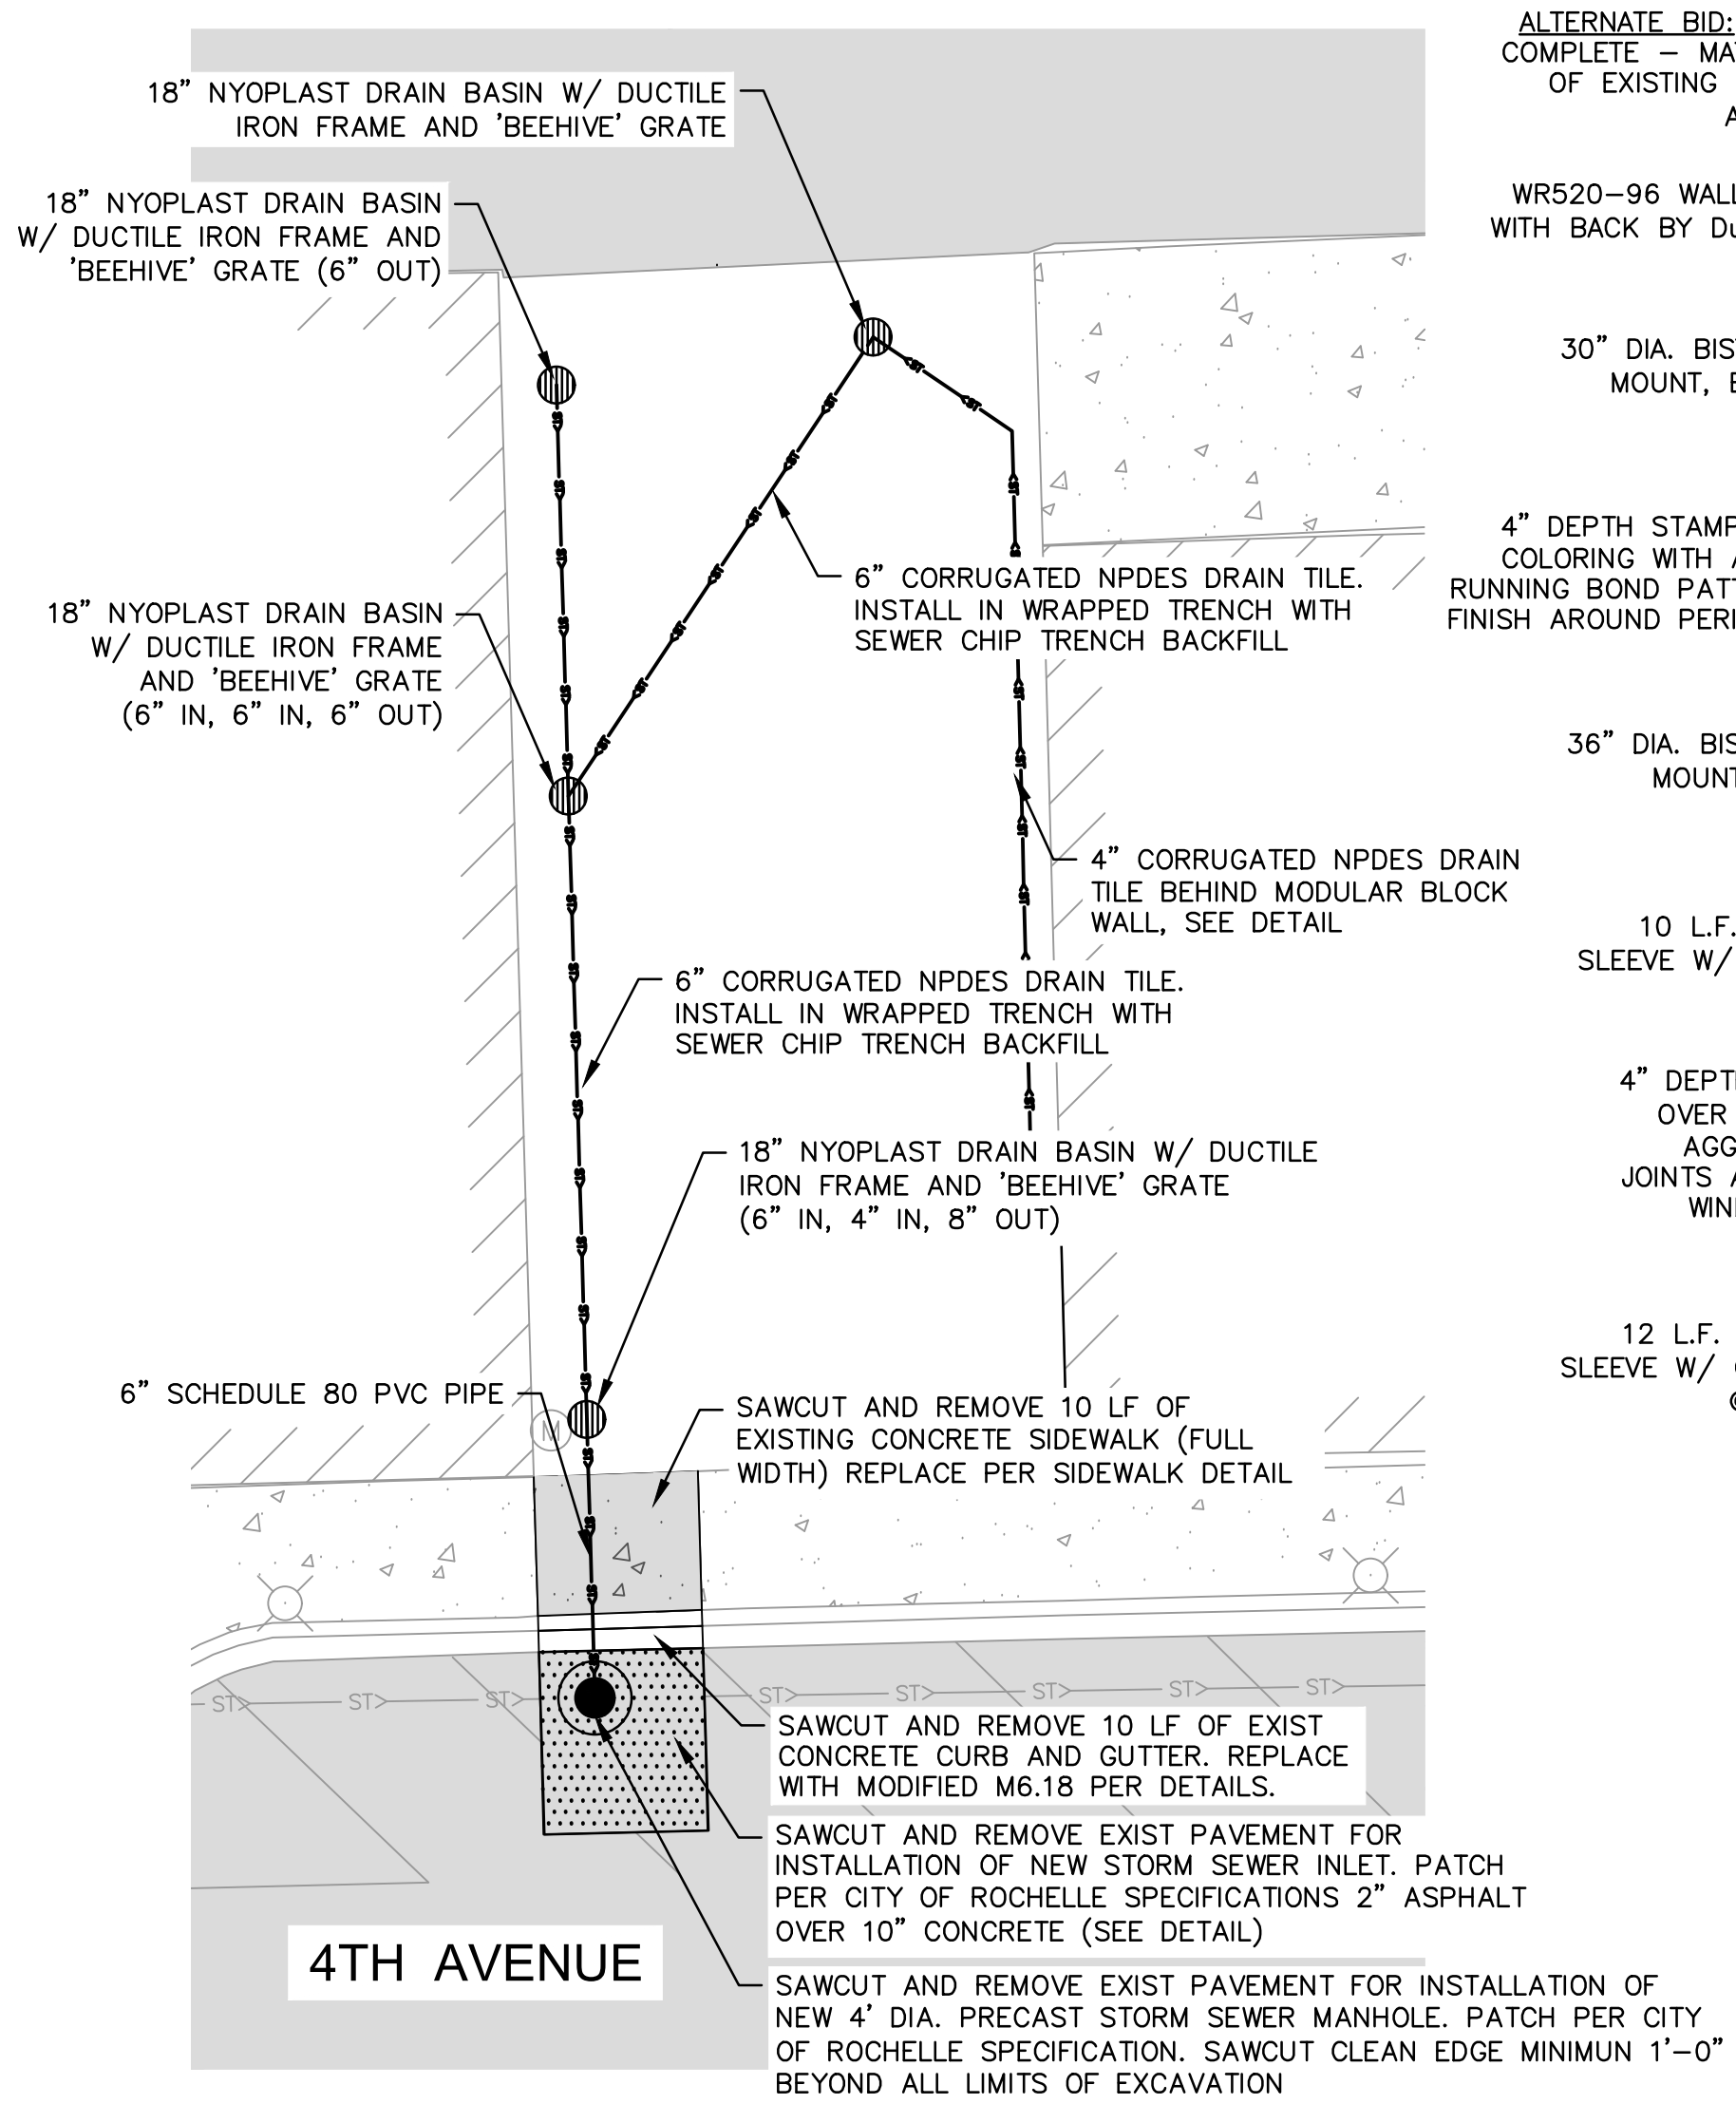 18” NYOPLAST DRAIN BASIN W/ DUCTILE
IRON FRAME AND 'BEEHIVE' GRATE
18” NYOPLAST DRAIN BASIN
W/ DUCTILE IRON FRAME AND
'BEEHIVE' GRATE (6” OUT)
18” NYOPLAST DRAIN BASIN
W/ DUCTILE IRON FRAME
AND 'BEEHIVE' GRATE
(6” IN, 6” IN, 6” OUT)
6” CORRUGATED NPDES DRAIN TILE.
INSTALL IN WRAPPED TRENCH WITH
SEWER CHIP TRENCH BACKFILL
4” CORRUGATED NPDES DRAIN
TILE BEHIND MODULAR BLOCK
WALL, SEE DETAIL
6” CORRUGATED NPDES DRAIN TILE.
INSTALL IN WRAPPED TRENCH WITH
SEWER CHIP TRENCH BACKFILL
18” NYOPLAST DRAIN BASIN W/ DUCTILE
IRON FRAME AND 'BEEHIVE' GRATE
(6” IN, 4” IN, 8” OUT)
6” SCHEDULE 80 PVC PIPE
M
SAWCUT AND REMOVE 10 LF OF
EXISTING CONCRETE SIDEWALK (FULL
WIDTH) REPLACE PER SIDEWALK DETAIL
ST> ST> ST> ST> ST> ST> ST> ST>
SAWCUT AND REMOVE 10 LF OF EXIST
CONCRETE CURB AND GUTTER. REPLACE
WITH MODIFIED M6.18 PER DETAILS.
SAWCUT AND REMOVE EXIST PAVEMENT FOR
INSTALLATION OF NEW STORM SEWER INLET. PATCH
PER CITY OF ROCHELLE SPECIFICATIONS 2” ASPHALT
OVER 10” CONCRETE (SEE DETAIL)
4TH AVENUE
SAWCUT AND REMOVE EXIST PAVEMENT FOR INSTALLATION OF
NEW 4' DIA. PRECAST STORM SEWER MANHOLE. PATCH PER CITY
OF ROCHELLE SPECIFICATION. SAWCUT CLEAN EDGE MINIMUN 1'-0”
BEYOND ALL LIMITS OF EXCAVATION
ALTERNATE BID:
COMPLETE –
OF EXISTING
WR520–96
WITH BACK BY
30” DIA.
MOUNT,
4” DEPTH
COLORING WITH
RUNNING BOND
FINISH AROUND
36” DIA.
10 L.F.
SLEEVE W/
4”
OVER
JOINTS
12 L.F.
SLEEVE W/